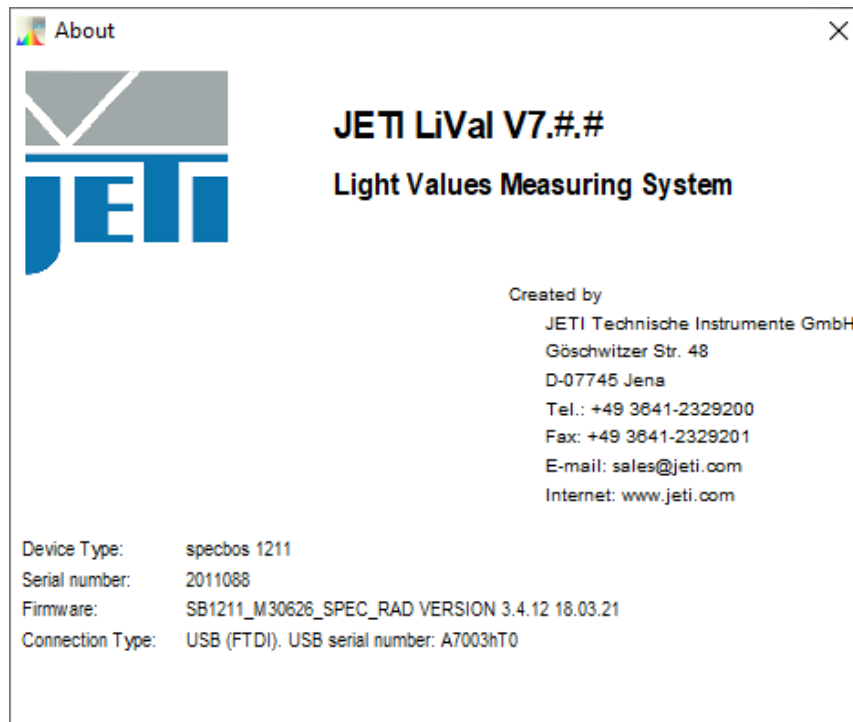 About
JETI
JETI LiVal V7.#.#
Light Values Measuring System
Created by
JETI Technische Instrumente GmbH
Göschwitzer Str. 48
D-07745 Jena
Tel.: +49 3641-2329200
Fax: +49 3641-2329201
E-mail: sales@jeti.com
Internet: www.jeti.com
Device Type: specbos 1211
Serial number: 2011088
Firmware: SB1211_M30626_SPEC_RAD VERSION 3.4.12 18.03.21
Connection Type: USB (FTDI). USB serial number: A7003hT0